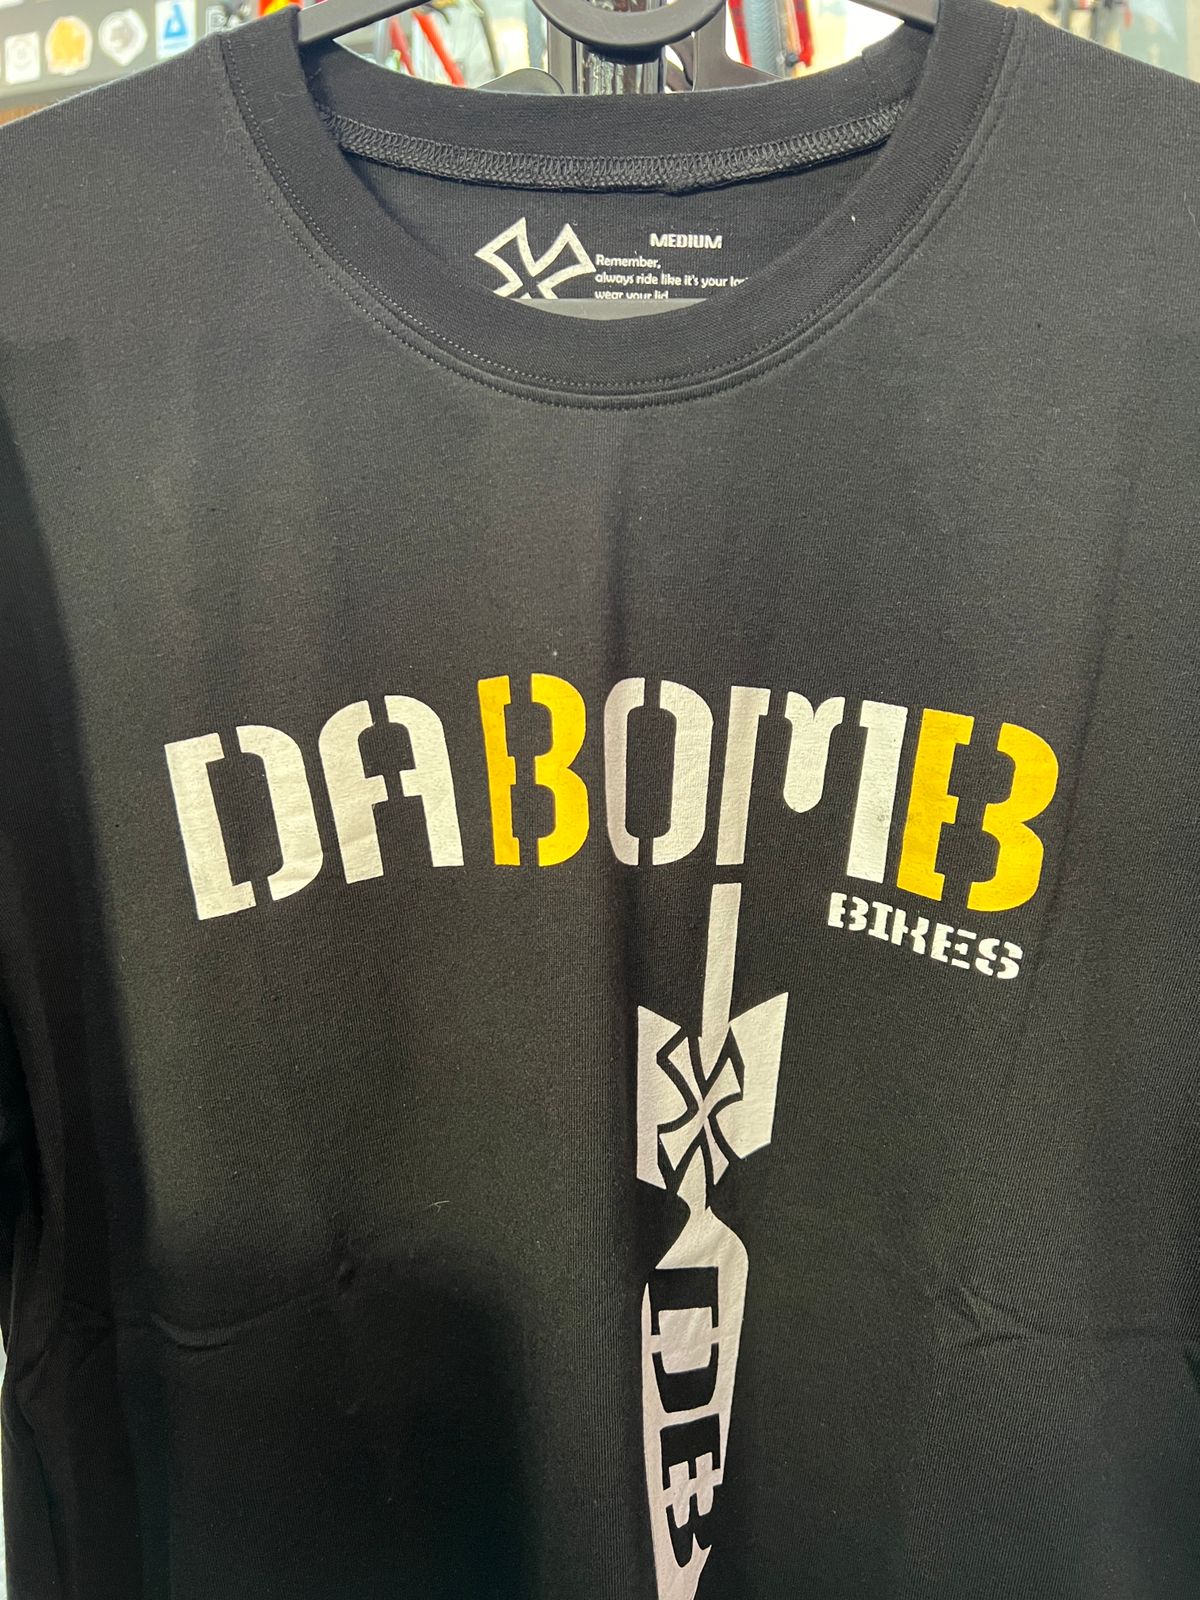 MEDIUM
Remember,
always ride like it's your
wear your lid
DABOMB
BIKES
DB